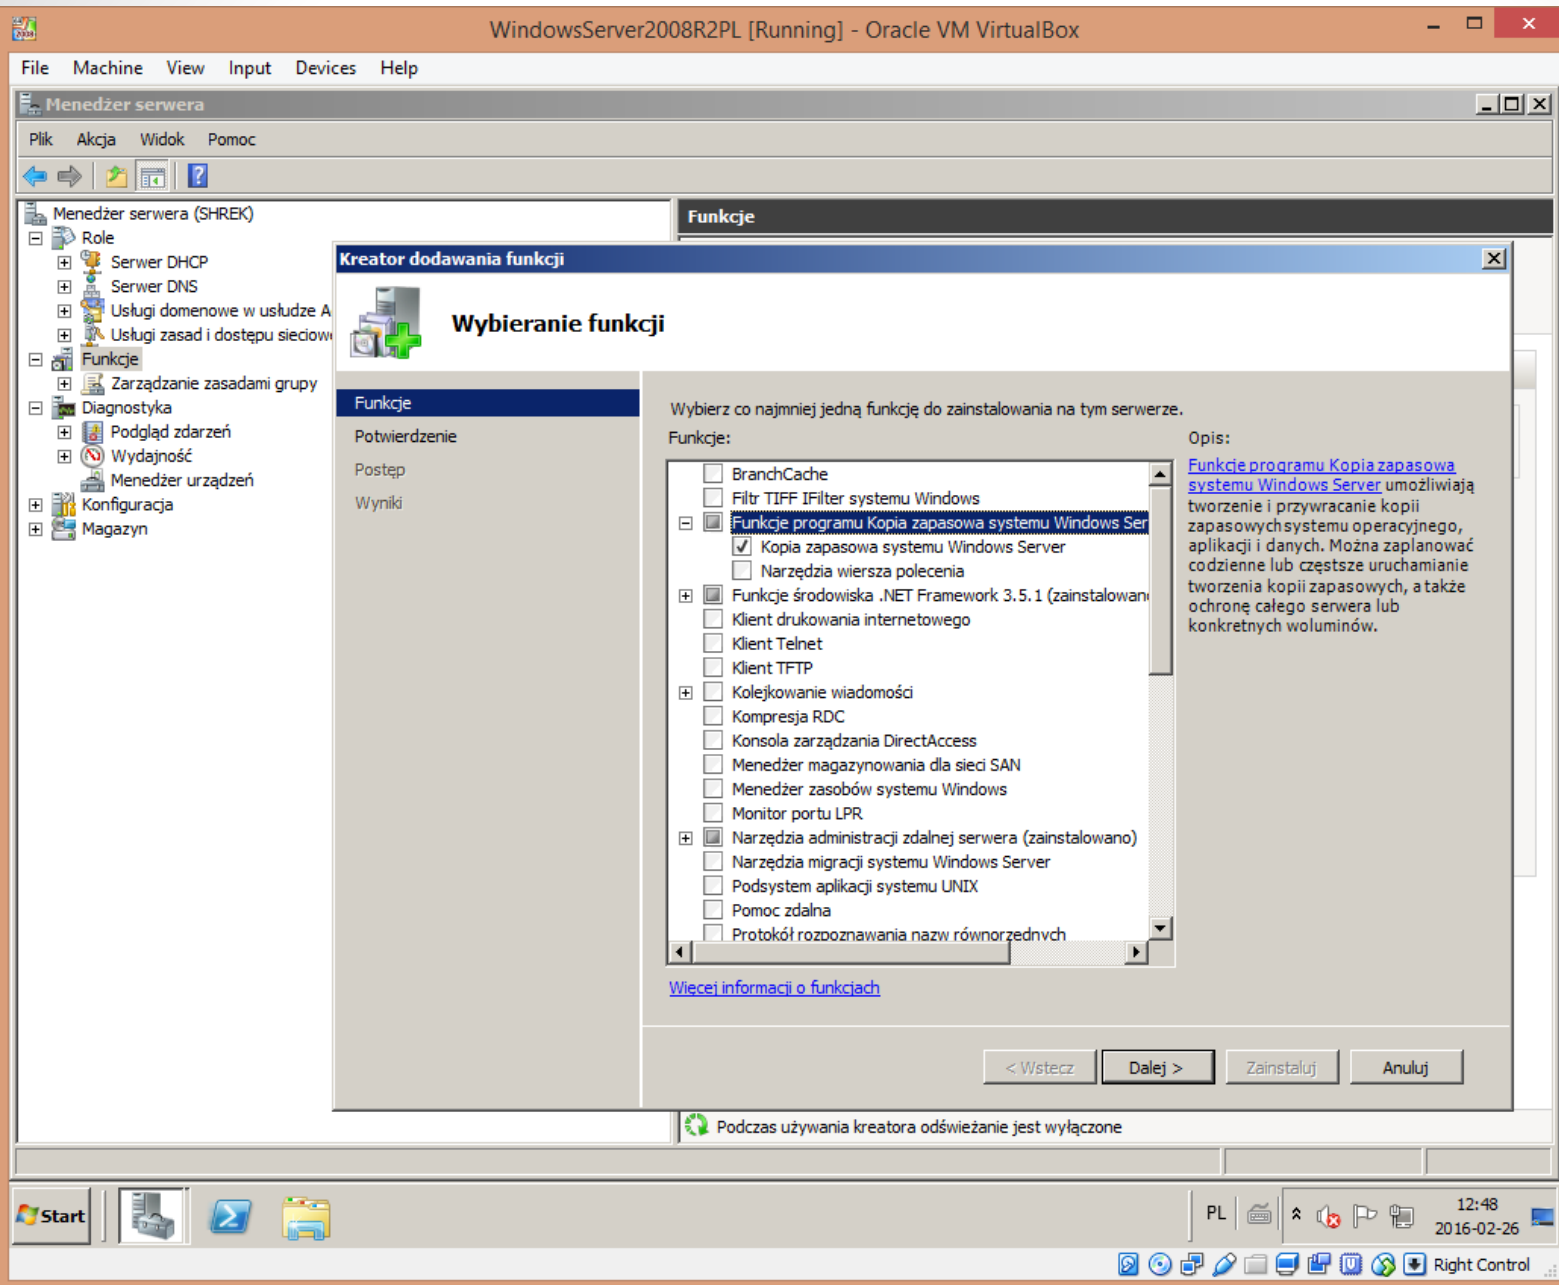 WindowsServer2008R2PL [Running] - Oracle VM VirtualBox
File Machine View Input Devices Help
Menedżer serwera
Plik Akcja Widok Pomoc
Menedżer serwera (SHREK)
Role
Serwer DHCP
Serwer DNS
Usługi domenowe w usłudze A
Usługi zasad i dostępu sieciow
Funkcje
Zarządzanie zasadami grupy
Diagnostyka
Podgląd zdarzeń
Wydajność
Menedżer urządzeń
Konfiguracja
Magazyn
Funkcje
Kreator dodawania funkcji
Wybieranie funkcji
Funkcje
Potwierdzenie
Postęp
Wyniki
Wybierz co najmniej jedną funkcję do zainstalowania na tym serwerze.
Funkcje:
BranchCache
Filtr TIFF IFilter systemu Windows
Funkcje programu Kopia zapasowa systemu Windows Ser
Kopia zapasowa systemu Windows Server
Narzędzia wiersza polecenia
Funkcje środowiska .NET Framework 3.5.1 (zainstalowan
Klient drukowania internetowego
Klient Telnet
Klient TFTP
Kolejkowanie wiadomości
Kompresja RDC
Konsola zarządzania DirectAccess
Menedżer magazynowania dla sieci SAN
Menedżer zasobów systemu Windows
Monitor portu LPR
Narzędzia administracji zdalnej serwera (zainstalowano)
Narzędzia migracji systemu Windows Server
Podsystem aplikacji systemu UNIX
Pomoc zdalna
Protokół rozpoznawania nazw równorzędnych
Opis:
Funkcje programu Kopia zapasowa
systemu Windows Server umożliwiają
tworzenie i przywracanie kopii
zapasowych systemu operacyjnego,
aplikacji i danych. Można zaplanować
codzienne lub częstsze uruchamianie
tworzenia kopii zapasowych, a także
ochronę całego serwera lub
konkretnych woluminów.
Więcej informacji o funkcjach
< Wstecz Dalej > Zainstaluj Anuluj
Podczas używania kreatora odświeżanie jest wyłączone
Start
PL
12:48
2016-02-26
Right Control